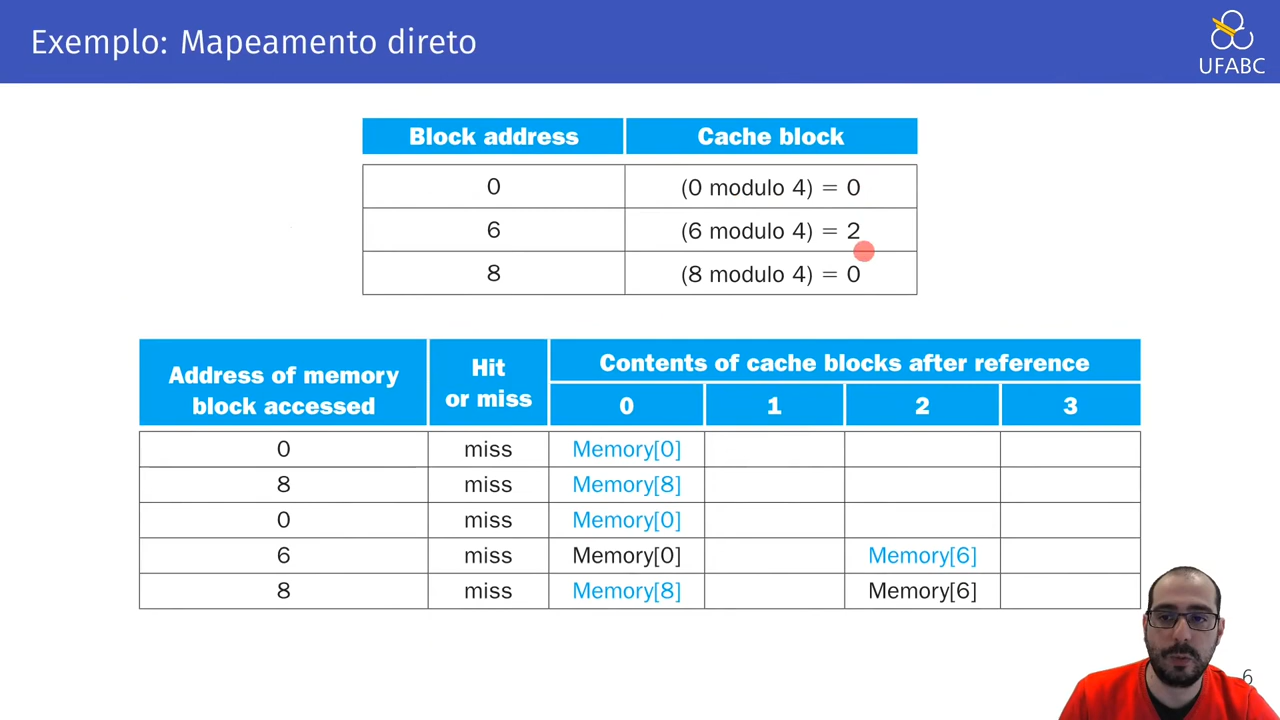 Exemplo: Mapeamento direto
UFABC
Block address Cache block
0 (0 modulo 4) = 0
6 (6 modulo 4) = 2
8 (8 modulo 4) = 0
Address of memory block accessed Hit or miss Contents of cache blocks after reference
0 1 2 3
0 miss Memory[0]
8 miss Memory[8]
0 miss Memory[0]
6 miss Memory[0] Memory[6]
8 miss Memory[8] Memory[6]
6